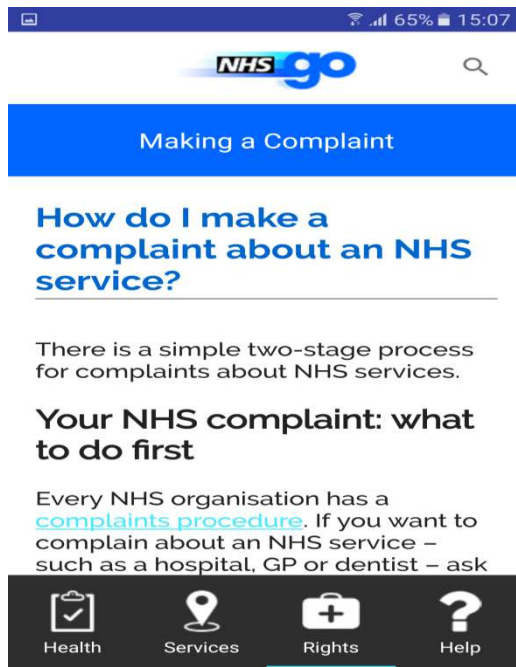 65% 15:07
NHS go
Making a Complaint
How do I make a
complaint about an NHS
service?
There is a simple two-stage process
for complaints about NHS services.
Your NHS complaint: what
to do first
Every NHS organisation has a
complaints procedure. If you want to
complain about an NHS service –
such as a hospital, GP or dentist – ask
Health Services Rights Help